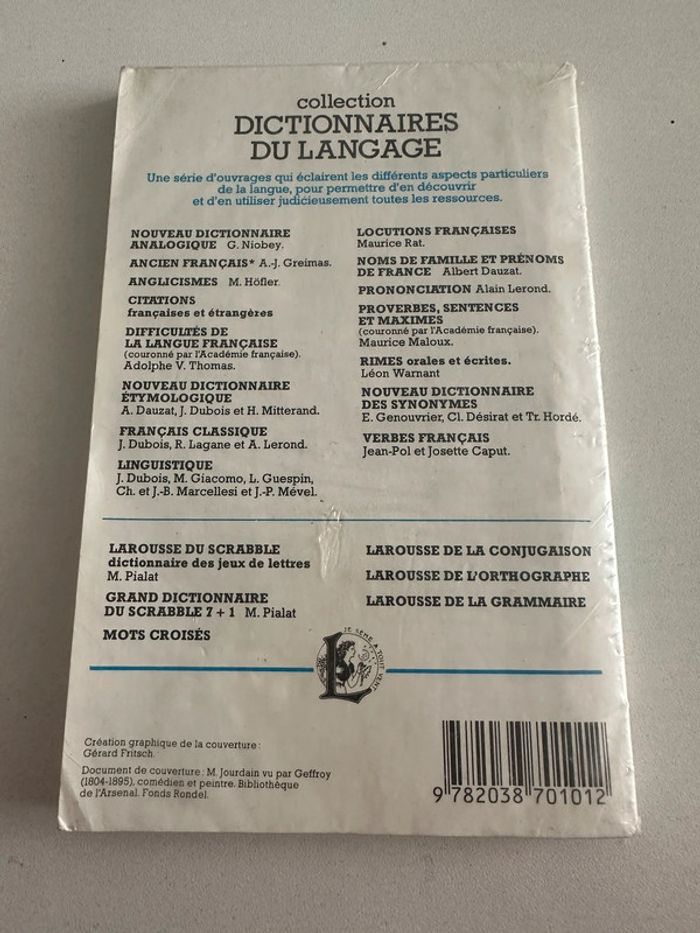 collection
DICTIONNAIRES
DU LANGAGE
Une série d'ouvrages qui éclairent les différents aspects particuliers
de la langue, pour permettre d'en découvrir
et d'en utiliser judicieusement toutes les ressources.
NOUVEAU DICTIONNAIRE
ANALOGIQUE G. Niobey.
ANCIEN FRANÇAIS* A.-J. Greimas.
ANGLICISMES M. Höfler.
CITATIONS
françaises et étrangères
DIFFICULTÉS DE
LA LANGUE FRANÇAISE
(couronné par l'Académie française).
Adolphe V. Thomas.
NOUVEAU DICTIONNAIRE
ÉTYMOLOGIQUE
A. Dauzat, J. Dubois et H. Mitterand.
FRANÇAIS CLASSIQUE
J. Dubois, R. Lagane et A. Lerond.
LINGUISTIQUE
J. Dubois, M. Giacomo, L. Guespin,
Ch. et J.-B. Marcellesi et J.-P. Mével.
LOCUTIONS FRANÇAISES
Maurice Rat.
NOMS DE FAMILLE ET PRÉNOMS
DE FRANCE Albert Dauzat.
PRONONCIATION Alain Lerond.
PROVERBES, SENTENCES
ET MAXIMES
(couronné par l'Académie française).
Maurice Maloux.
RIMES orales et écrites.
Léon Warnant
NOUVEAU DICTIONNAIRE
DES SYNONYMES
E. Genouvrier, Cl. Désirat et Tr. Hordé.
VERBES FRANÇAIS
Jean-Pol et Josette Caput.
LAROUSSE DU SCRABBLE
dictionnaire des jeux de lettres
M. Pialat
GRAND DICTIONNAIRE
DU SCRABBLE 7 + 1 M. Pialat
MOTS CROISÉS
LAROUSSE DE LA CONJUGAISON
LAROUSSE DE L'ORTHOGRAPHE
LAROUSSE DE LA GRAMMAIRE
L
JE SÈME À TOUT VENT
Création graphique de la couverture :
Gérard Fritsch.
Document de couverture : M. Jourdain vu par Geffroy
(1804-1895), comédien et peintre. Bibliothèque
de l'Arsenal. Fonds Rondel.
9 782038 701012